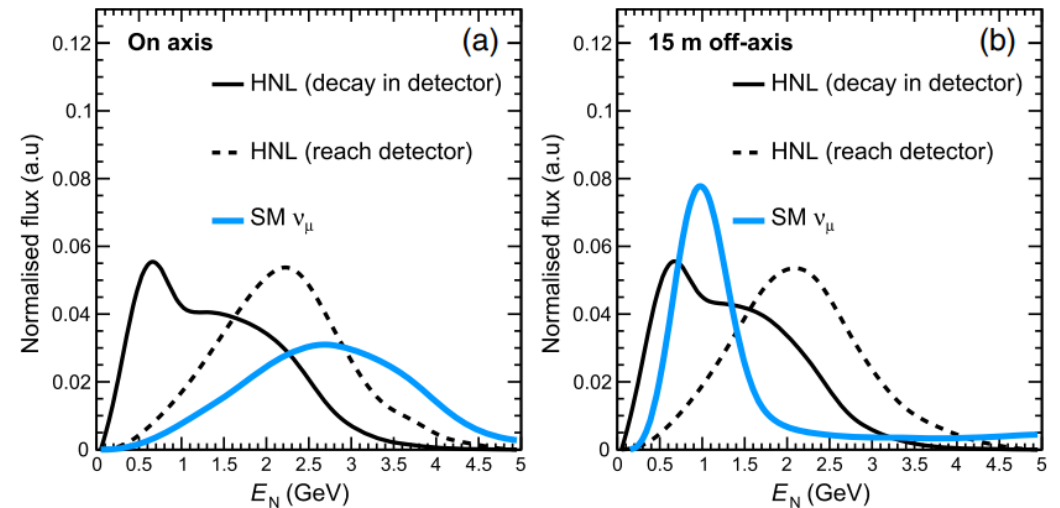 On axis
(a)
HNL (decay in detector)
HNL (reach detector)
SM νμ
Normalised flux (a.u)
0.12
0.1
0.08
0.06
0.04
0.02
0
0 0.5 1 1.5 2 2.5 3 3.5 4 4.5 5
EN (GeV)
15 m off-axis
(b)
HNL (decay in detector)
HNL (reach detector)
SM νμ
Normalised flux (a.u)
0.12
0.1
0.08
0.06
0.04
0.02
0
0 0.5 1 1.5 2 2.5 3 3.5 4 4.5 5
EN (GeV)